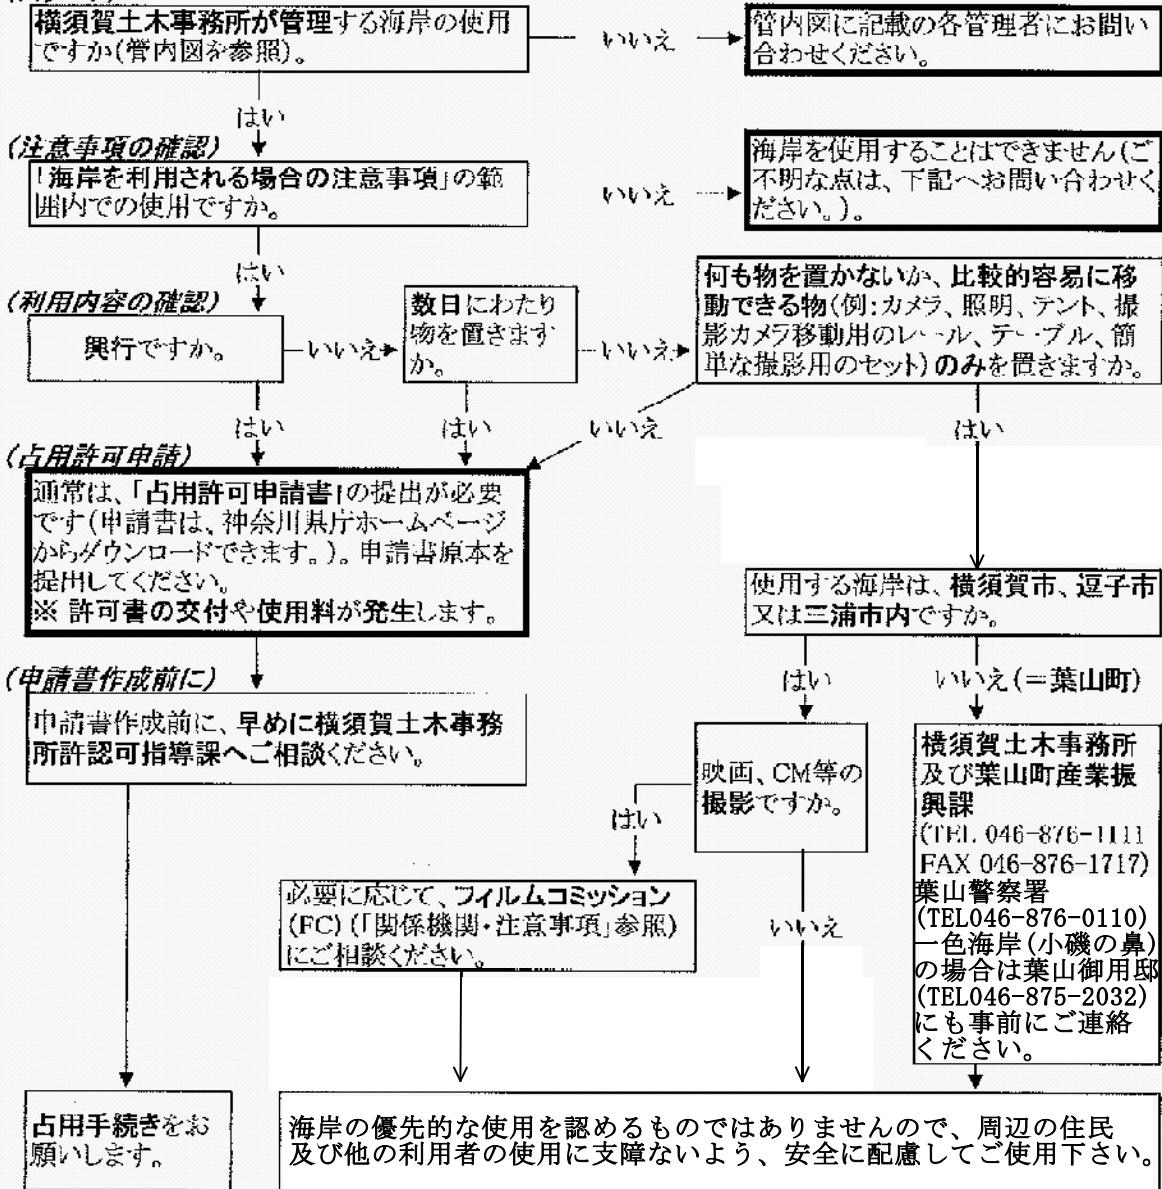 横須賀土木事務所が管理する海岸の使用
ですか(管内図を参照)。
いいえ
管内図に記載の各管理者にお問い
合わせください。
はい
(注意事項の確認)
「海岸を利用される場合の注意事項」の範
囲内での使用ですか。
いいえ
海岸を使用することはできません(ご
不明な点は、下記へお問い合わせく
ださい。)。
はい
(利用内容の確認)
興行ですか。
いいえ
数日にわたり
物を置きます
か。
いいえ
何も物を置かないか、比較的容易に移
動できる物(例:カメラ、照明、テント、撮
影カメラ移動用のレール、テーブル、簡
単な撮影用のセット)のみを置きますか。
はい
はい
いいえ
はい
(占用許可申請)
通常は、「占用許可申請書」の提出が必要
です(申請書は、神奈川県庁ホームページ
からダウンロードできます。)。申請書原本を
提出してください。
※ 許可書の交付や使用料が発生します。
使用する海岸は、横須賀市、逗子市
又は三浦市内ですか。
(申請書作成前に)
はい
いいえ(=葉山町)
申請書作成前に、早めに横須賀土木事務
所許認可指導課へご相談ください。
映画、CM等の
撮影ですか。
はい
横須賀土木事務所
及び葉山町産業振
興課
(TEL 046-876-1111
FAX 046-876-1717)
葉山警察署
(TEL046-876-0110)
一色海岸(小磯の鼻)
の場合は葉山御用邸
(TEL046-875-2032)
にも事前にご連絡
ください。
必要に応じて、フィルムコミッション
(FC)(「関係機関・注意事項」参照)
にご相談ください。
いいえ
占用手続きをお
願いします。
海岸の優先的な使用を認めるものではありませんので、周辺の住民
及び他の利用者の使用に支障ないよう、安全に配慮してご使用下さい。